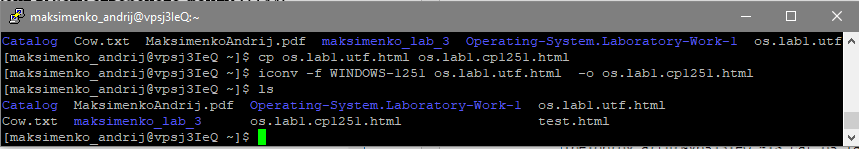 maksimenko_andrij@vpsj3IeQ:~
Catalog Cow.txt MaksimenkoAndrij.pdf maksimenko_lab_3 Operating-System.Laboratory-Work-1 os.lab1.utf
[maksimenko_andrij@vpsj3IeQ ~]$ cp os.lab1.utf.html os.lab1.cp1251.html
[maksimenko_andrij@vpsj3IeQ ~]$ iconv -f WINDOWS-1251 os.lab1.utf.html -o os.lab1.cp1251.html
[maksimenko_andrij@vpsj3IeQ ~]$ ls
Catalog MaksimenkoAndrij.pdf Operating-System.Laboratory-Work-1 os.lab1.utf.html
Cow.txt maksimenko_lab_3 os.lab1.cp1251.html test.html
[maksimenko_andrij@vpsj3IeQ ~]$